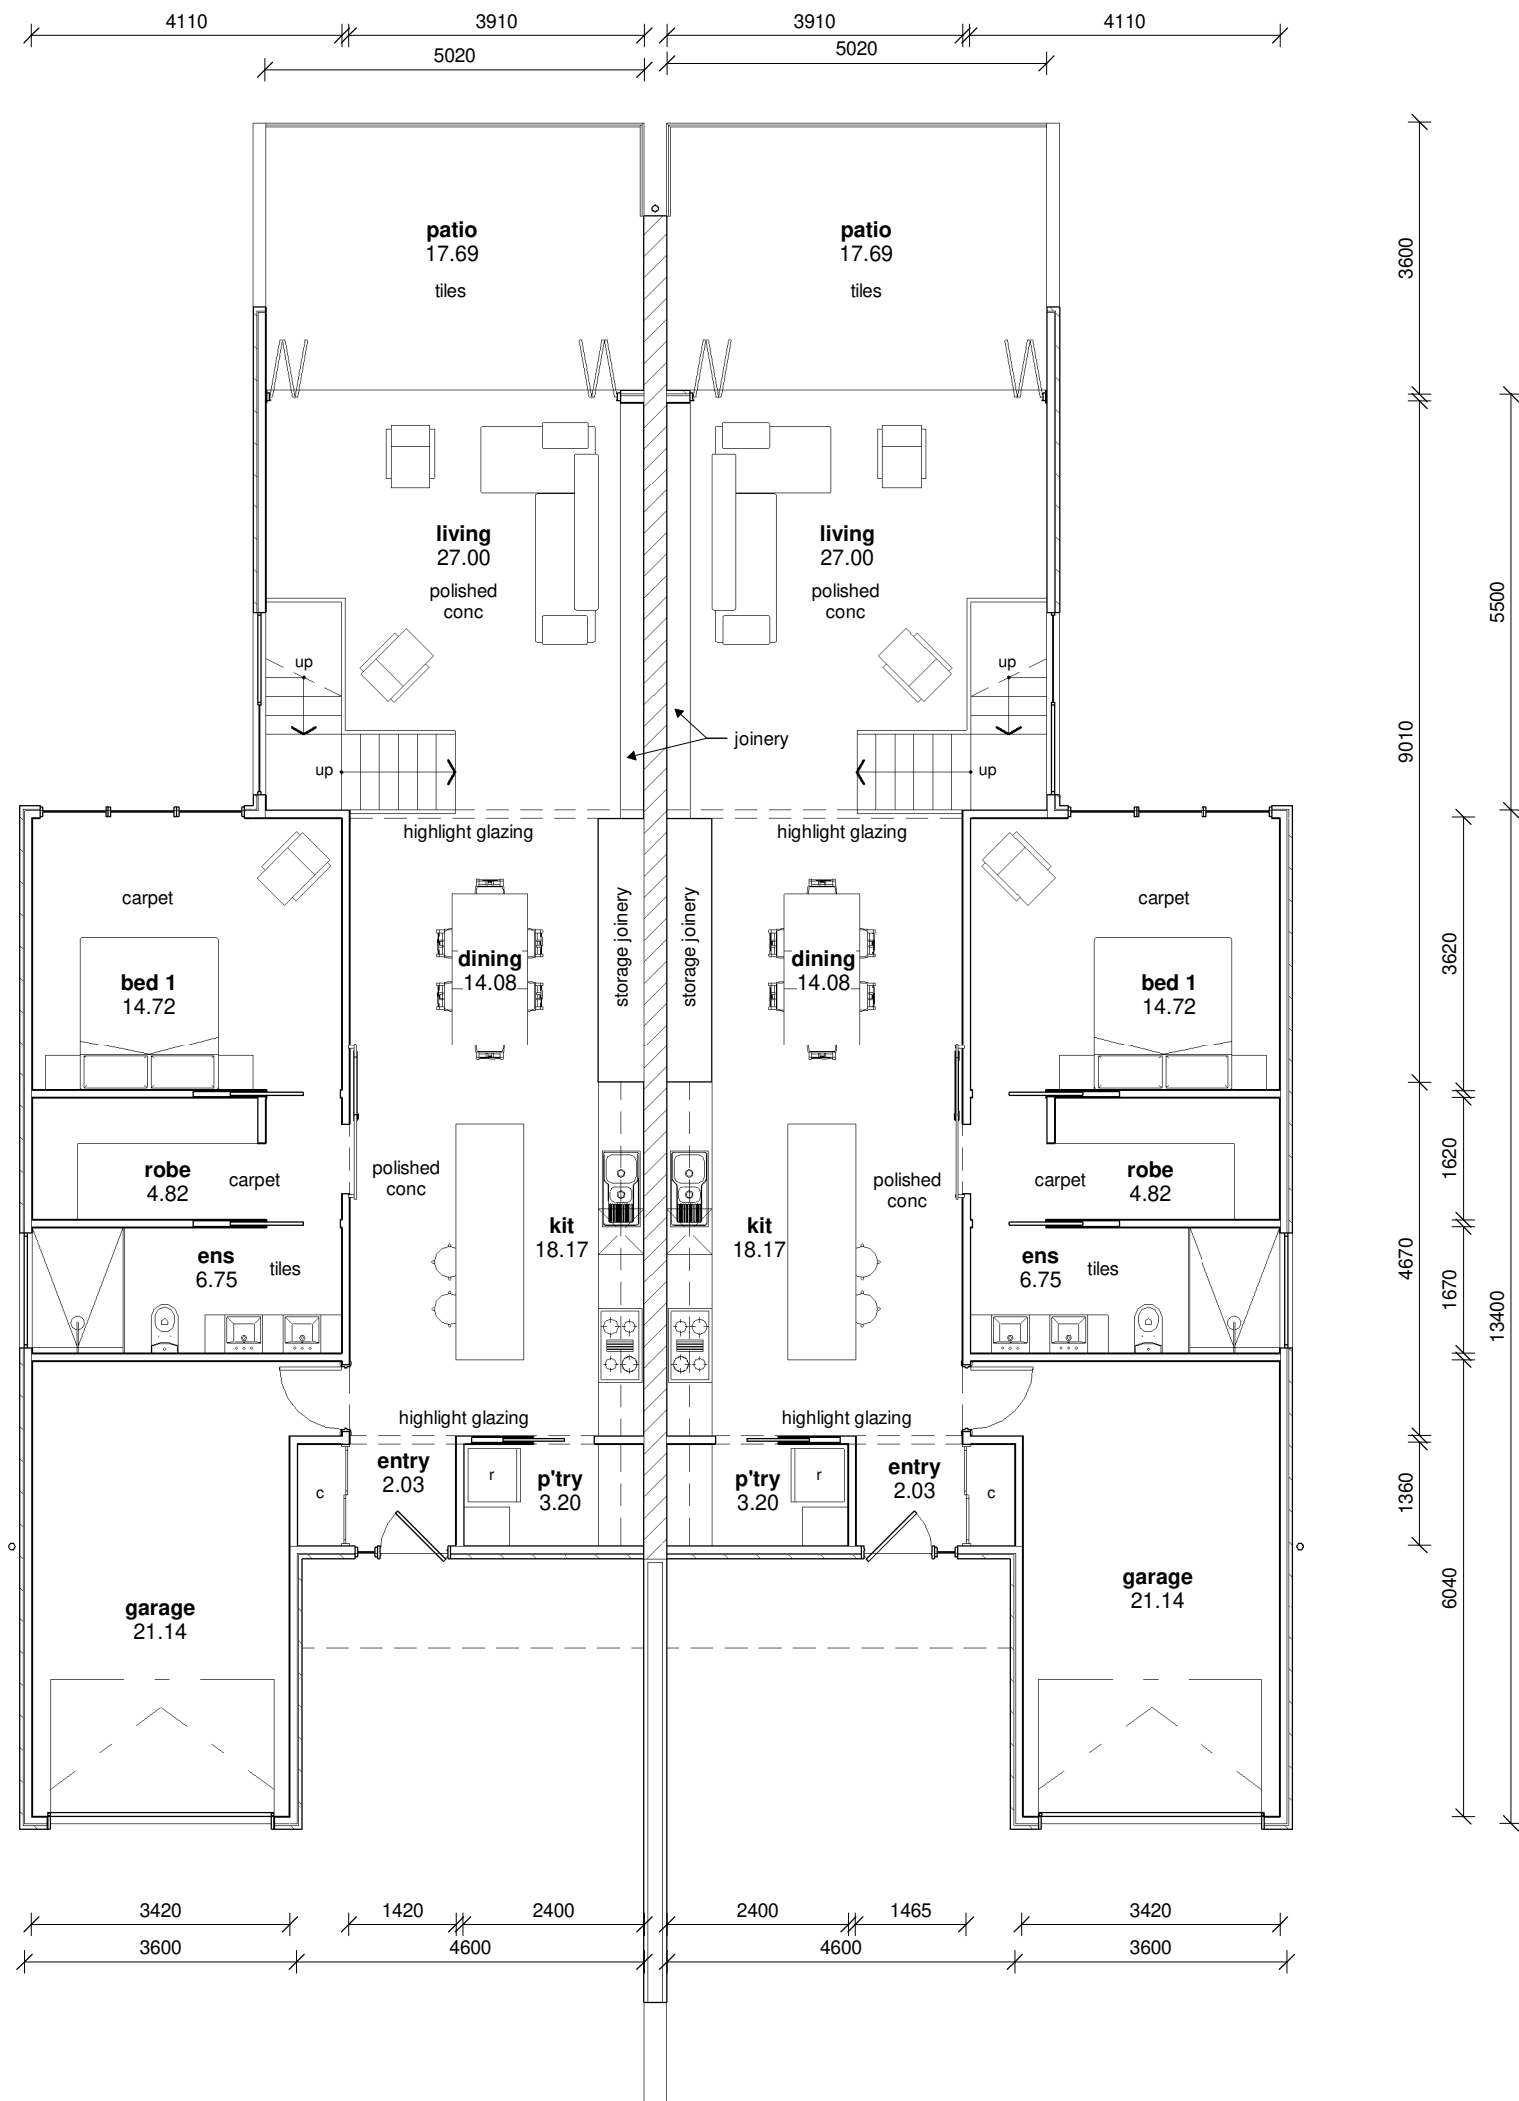 4110 3910 3910 4110
5020 5020
patio patio
17.69 17.69
tiles tiles
3600
living living
27.00 27.00
polished polished
conc conc
5500
up up
joinery
9010
up up
highlight glazing highlight glazing
carpet carpet
storage joinery storage joinery
dining dining
14.08 14.08
3620
bed 1 bed 1
14.72 14.72
polished
conc
robe carpet
4.82
polished
conc
carpet robe
4.82
1620
kit kit
18.17 18.17
ens tiles
6.75
ens tiles
6.75
4670
1670
13400
highlight glazing highlight glazing
entry entry
2.03 2.03
r r
p'try p'try
3.20 3.20
c c
1360
garage
21.14
garage
21.14
6040
3420 1420 2400 2400 1465 3420
3600 4600 4600 3600